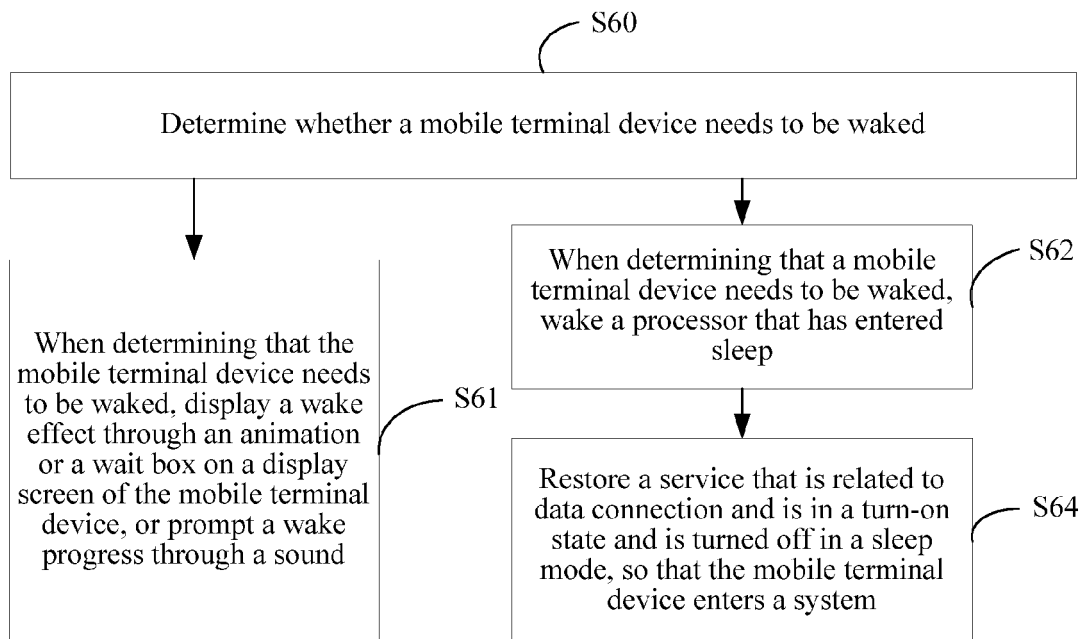 S60
Determine whether a mobile terminal device needs to be waked
S62
When determining that a mobile
terminal device needs to be waked,
wake a processor that has entered
sleep
When determining that the
mobile terminal device needs
to be waked, display a wake
effect through an animation
or a wait box on a display
screen of the mobile terminal
device, or prompt a wake
progress through a sound
S61
Restore a service that is related to
data connection and is in a turn-on
state and is turned off in a sleep
mode, so that the mobile terminal
device enters a system
S64